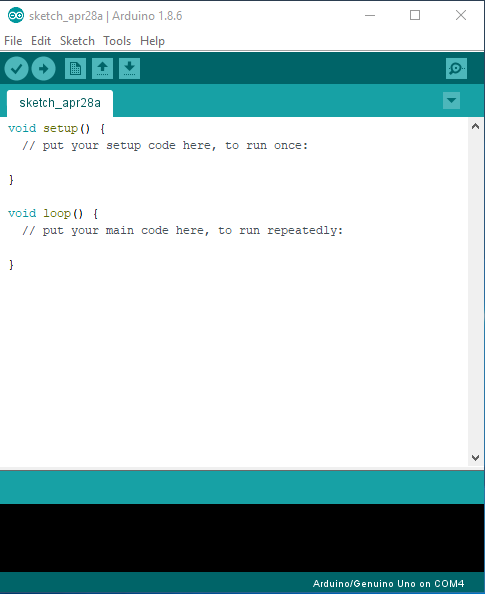 sketch_apr28a | Arduino 1.8.6
File Edit Sketch Tools Help
sketch_apr28a
void setup() {
  // put your setup code here, to run once:
}
void loop() {
  // put your main code here, to run repeatedly:
}
Arduino/Genuino Uno on COM4